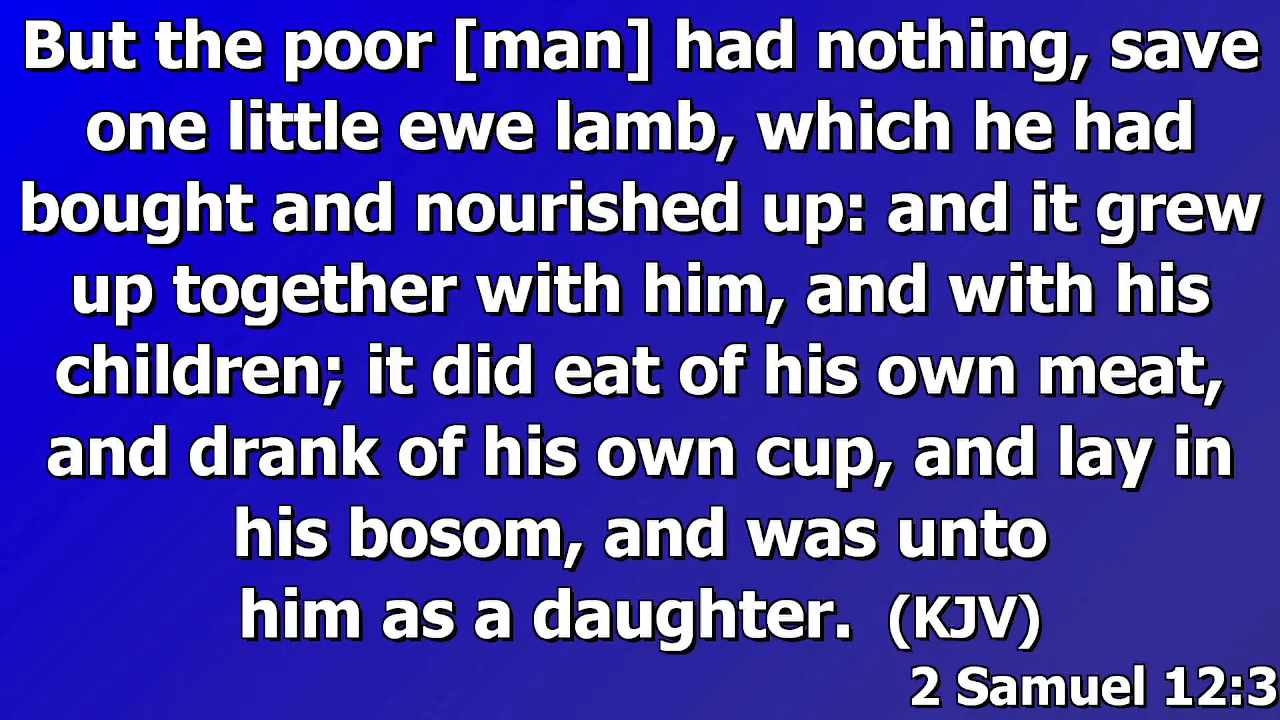 But the poor [man] had nothing, save
one little ewe lamb, which he had
bought and nourished up: and it grew
up together with him, and with his
children; it did eat of his own meat,
and drank of his own cup, and lay in
his bosom, and was unto
him as a daughter. (KJV)
2 Samuel 12:3